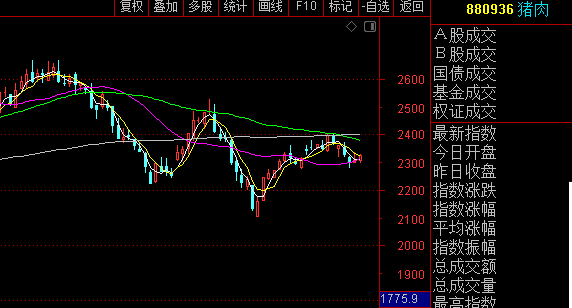 复权 叠加 多股 统计 画线 F10 标记 -自选 返回
880936 猪肉
A股成交
B股成交
国债成交
基金成交
权证成交
最新指数
今日开盘
昨日收盘
指数涨跌
指数涨幅
平均涨幅
指数振幅
总成交额
总成交量
最高指数
2600
2500
2400
2300
2200
2100
2000
1900
1775.9